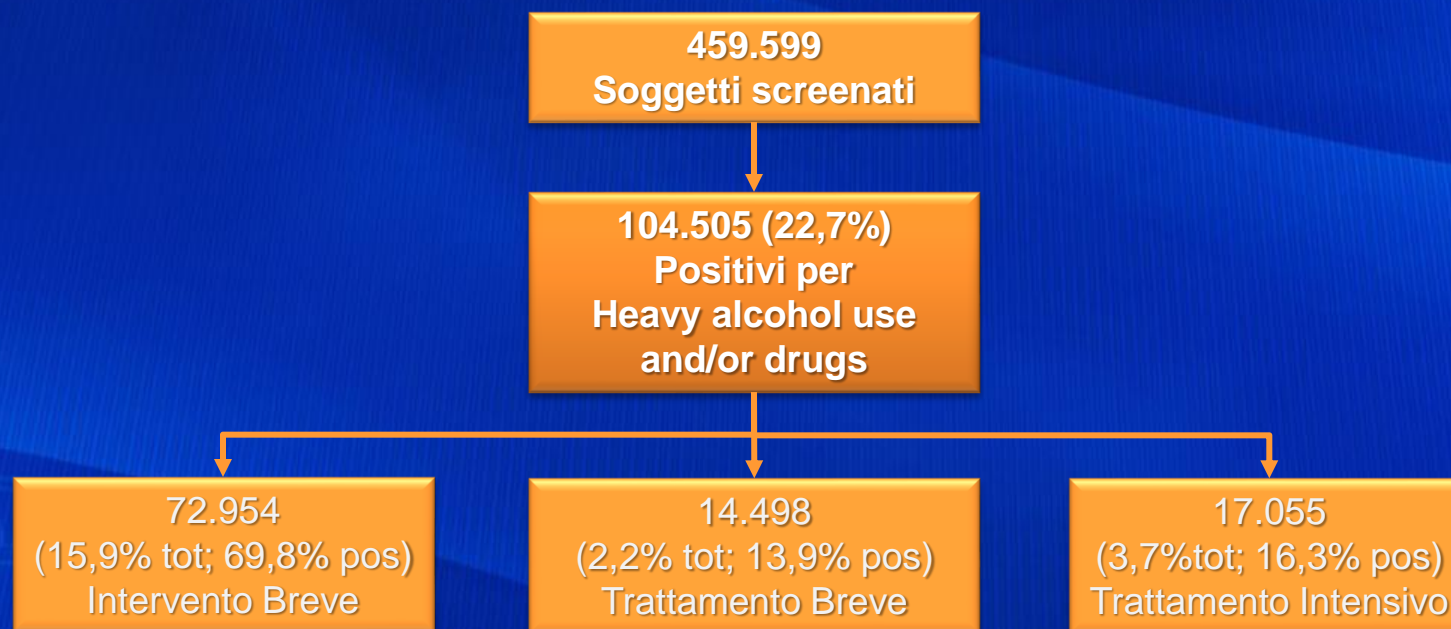 459.599
Soggetti screenati
104.505 (22,7%)
Positivi per
Heavy alcohol use
and/or drugs
72.954
(15,9% tot; 69,8% pos)
Intervento Breve
14.498
(2,2% tot; 13,9% pos)
Trattamento Breve
17.055
(3,7%tot; 16,3% pos)
Trattamento Intensivo